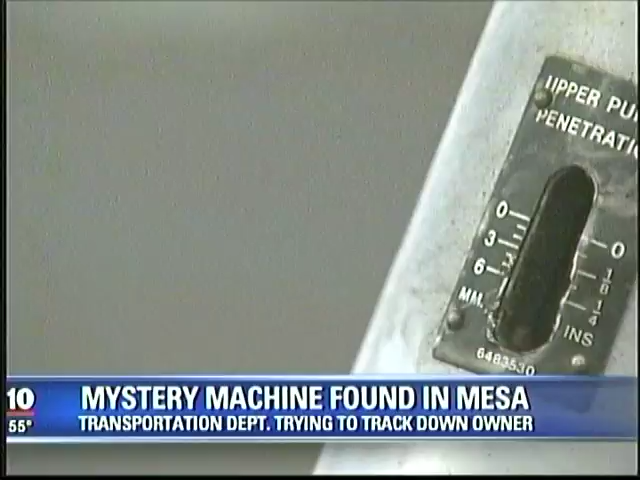 UPPER PU
PENETRATI
0
3
6
MM.
0
1/8
1/4
INS
6483530
10
55°
MYSTERY MACHINE FOUND IN MESA
TRANSPORTATION DEPT. TRYING TO TRACK DOWN OWNER